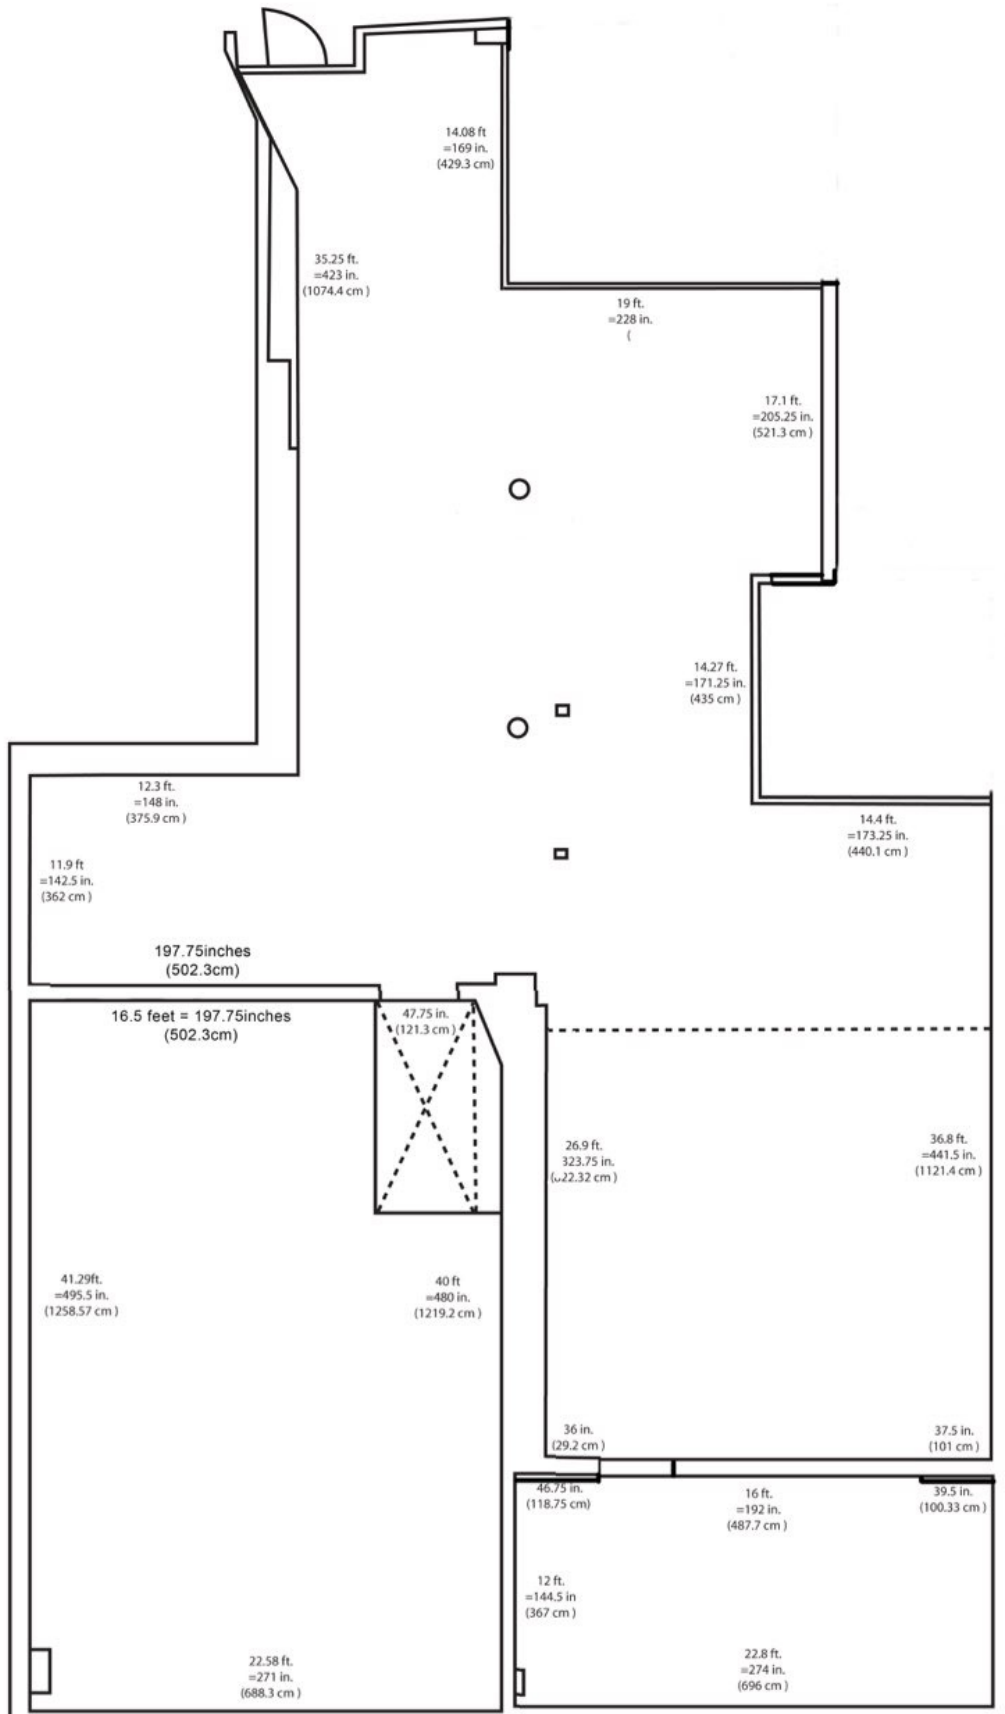 14.08 ft
=169 in.
(429.3 cm)
35.25 ft.
=423 in.
(1074.4 cm )
19 ft.
=228 in.
(
17.1 ft.
=205.25 in.
(521.3 cm )
14.27 ft.
=171.25 in.
(435 cm )
12.3 ft.
=148 in.
(375.9 cm )
14.4 ft.
=173.25 in.
(440.1 cm )
11.9 ft
=142.5 in.
(362 cm )
197.75inches
(502.3cm)
16.5 feet = 197.75inches
(502.3cm)
47.75 in.
(121.3 cm )
26.9 ft.
323.75 in.
22.32 cm )
36.8 ft.
=441.5 in.
(1121.4 cm )
41.29ft.
=495.5 in.
(1258.57 cm )
40 ft
=480 in.
(1219.2 cm )
36 in.
(29.2 cm )
37.5 in.
(101 cm )
46.75 in.
(118.75 cm)
16 ft.
=192 in.
(487.7 cm )
39.5 in.
(100.33 cm )
12 ft.
=144.5 in
(367 cm )
22.58 ft.
=271 in.
(688.3 cm )
22.8 ft.
=274 in.
(696 cm )